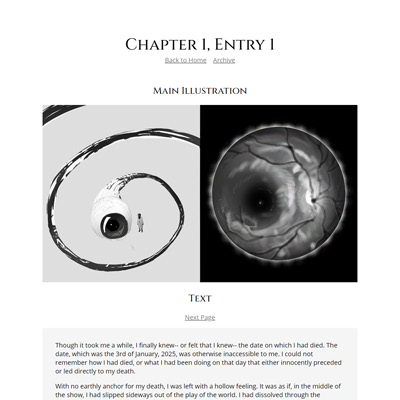 Chapter 1, Entry 1
Back to Home Archive
Main Illustration
Text
Next Page
Though it took me a while, I finally knew-- or felt that I knew-- the date on which I had died. The
date, which was the 3rd of January, 2025, was otherwise inaccessible to me. I could not
remember how I had died, or what I had been doing on that day that either innocently preceded
or led directly to my death.
With no earthly anchor for my death, I was left with a hollow feeling. It was as if, in the middle of
the show, I had slipped sideways out of the play of the world. I had dissolved through the